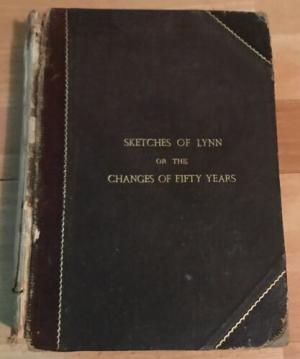 SKETCHES OF LYNN
OR THE
CHANGES OF FIFTY YEARS